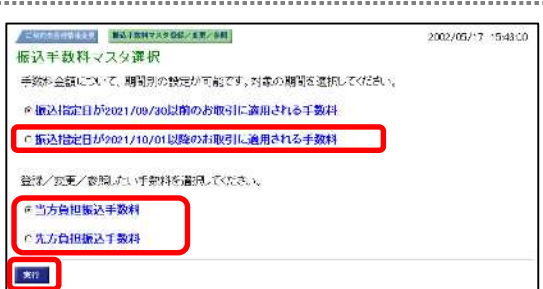 ご契約先情報変更 振込手数料マスタ登録/変更/参照 2002/05/17 15:48:00
振込手数料マスタ選択
手数料金額について、期間別の設定が可能です。対象の期間を選択してください。
振込指定日が2021/09/30以前のお取引に適用される手数料
振込指定日が2021/10/01以降のお取引に適用される手数料
登録/変更/参照したい手数料を選択してください。
当方負担振込手数料
先方負担振込手数料
実行